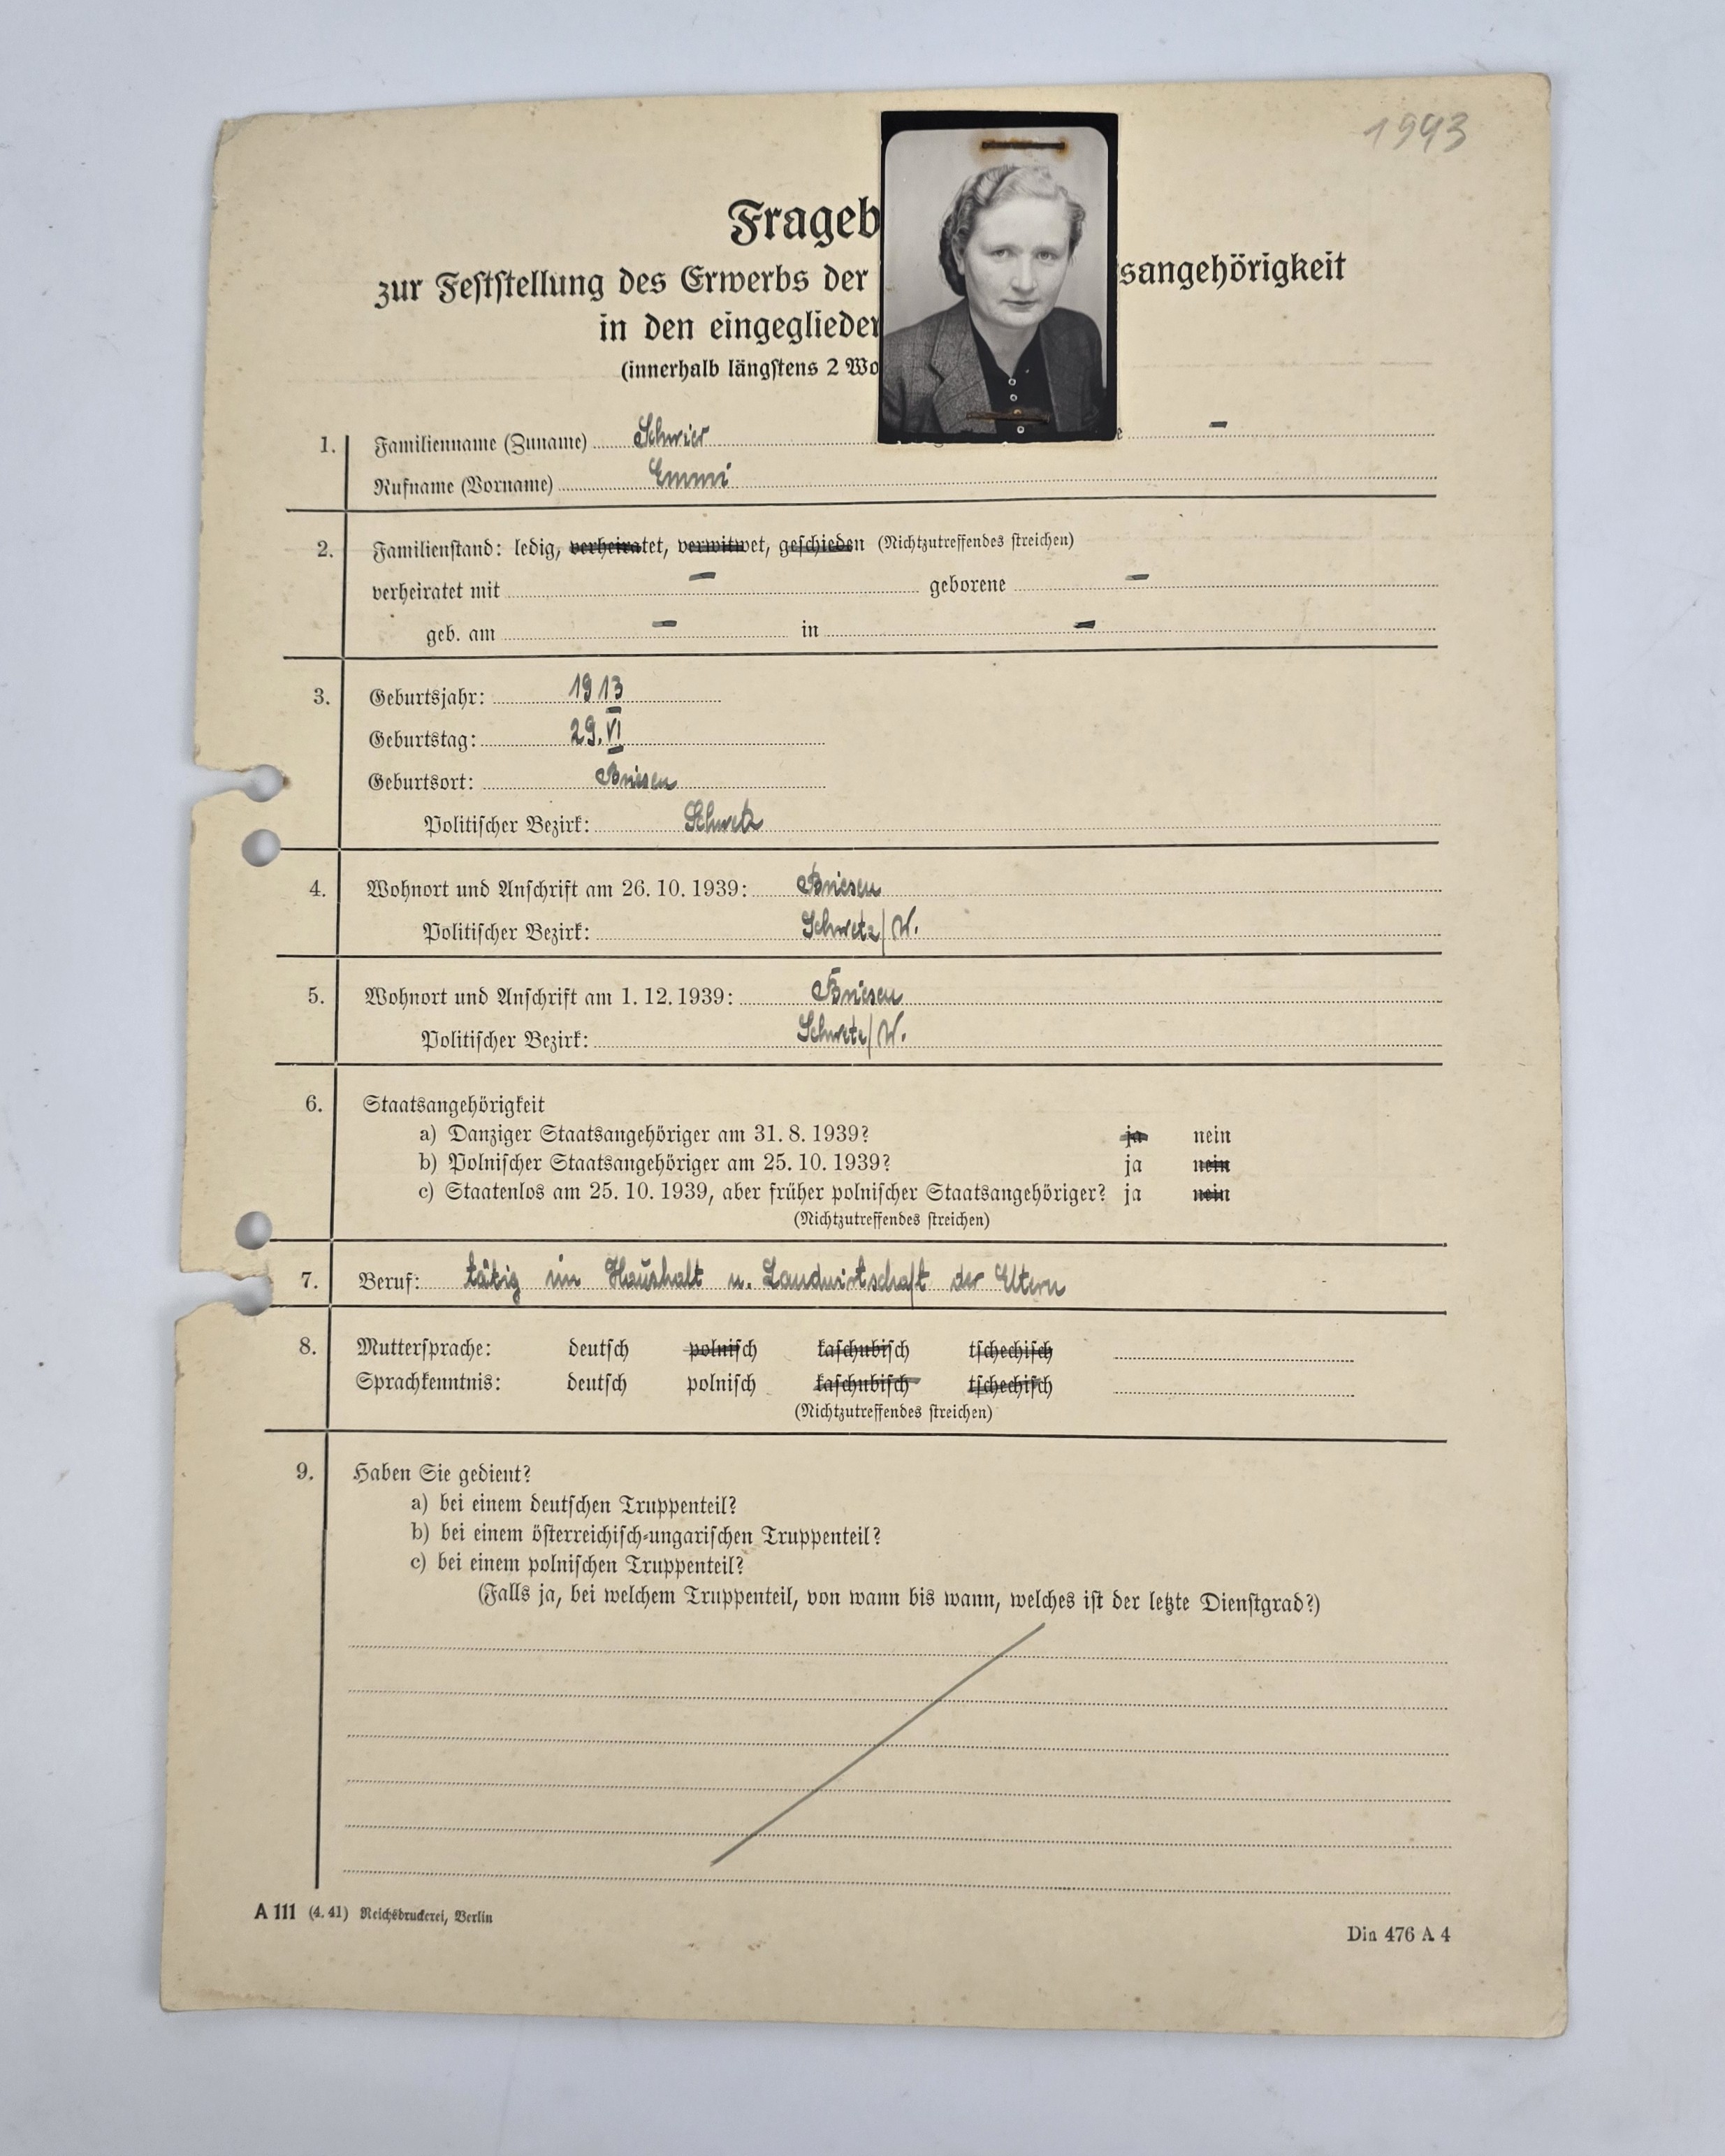 1993
Frageb
zur Feststellung des Erwerbs der sangehörigkeit
in den eingeglieder
(innerhalb längstens 2 Wo
1. Familienname (Zuname) Schwier e –
Rufname (Vorname) Emmi
2. Familienstand: ledig, verheiratet, verwitwet, geschieden (Nichtzutreffendes streichen)
verheiratet mit – geborene –
geb. am – in –
3. Geburtsjahr: 1913
Geburtstag: 29. VI
Geburtsort: Briesen
Politischer Bezirk: Schwetz
4. Wohnort und Anschrift am 26. 10. 1939: Briesen
Politischer Bezirk: Schwetz/W.
5. Wohnort und Anschrift am 1. 12. 1939: Briesen
Politischer Bezirk: Schwetz/W.
6. Staatsangehörigkeit
a) Danziger Staatsangehöriger am 31. 8. 1939? ja nein
b) Polnischer Staatsangehöriger am 25. 10. 1939? ja nein
c) Staatenlos am 25. 10. 1939, aber früher polnischer Staatsangehöriger? ja nein
(Nichtzutreffendes streichen)
7. Beruf: tätig im Haushalt u. Landwirtschaft der Eltern
8. Muttersprache: deutsch polnisch kaschubisch tschechisch
Sprachkenntnis: deutsch polnisch kaschubisch tschechisch
(Nichtzutreffendes streichen)
9. Haben Sie gedient?
a) bei einem deutschen Truppenteil?
b) bei einem österreichisch-ungarischen Truppenteil?
c) bei einem polnischen Truppenteil?
(Falls ja, bei welchem Truppenteil, von wann bis wann, welches ist der letzte Dienstgrad?)
A 111 (4. 41) Reichsdruckerei, Berlin
Din 476 A 4